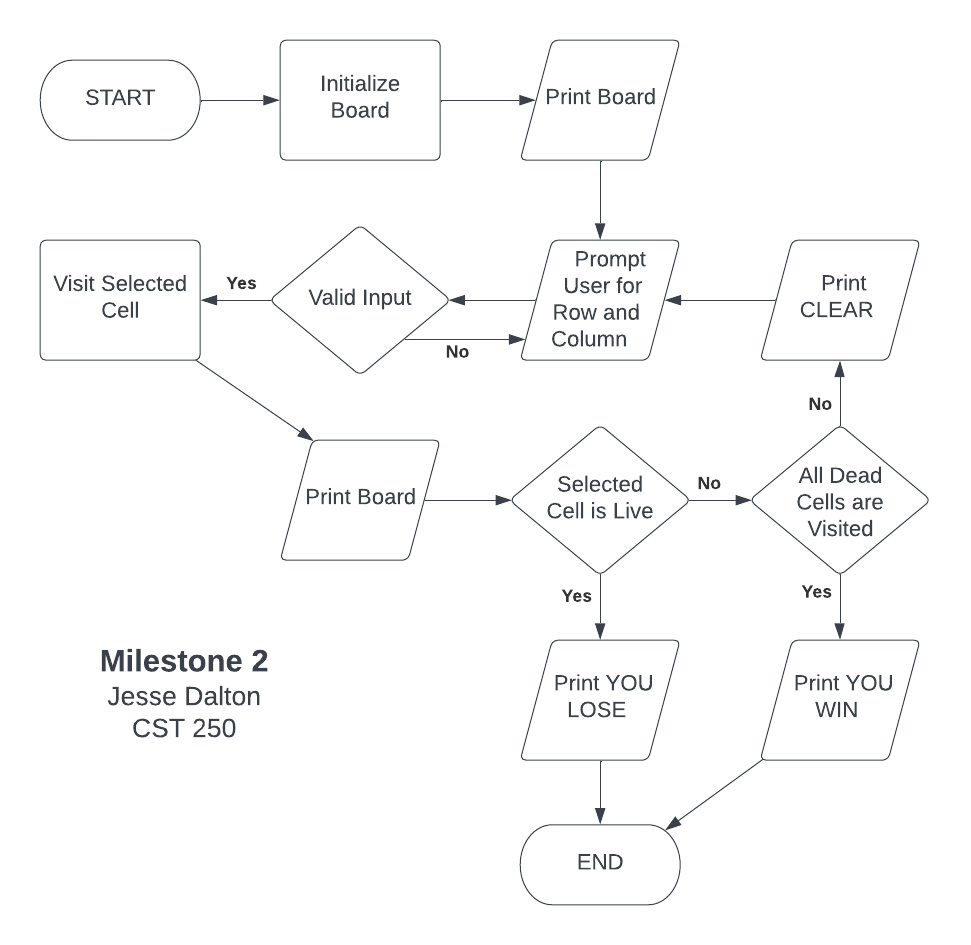 START
Initialize
Board
Print Board
Visit Selected
Cell
Yes
Valid Input
No
Prompt
User for
Row and
Column
Print
CLEAR
No
Print Board
Selected
Cell is Live
No
All Dead
Cells are
Visited
Yes
Yes
Milestone 2
Jesse Dalton
CST 250
Print YOU
LOSE
Print YOU
WIN
END